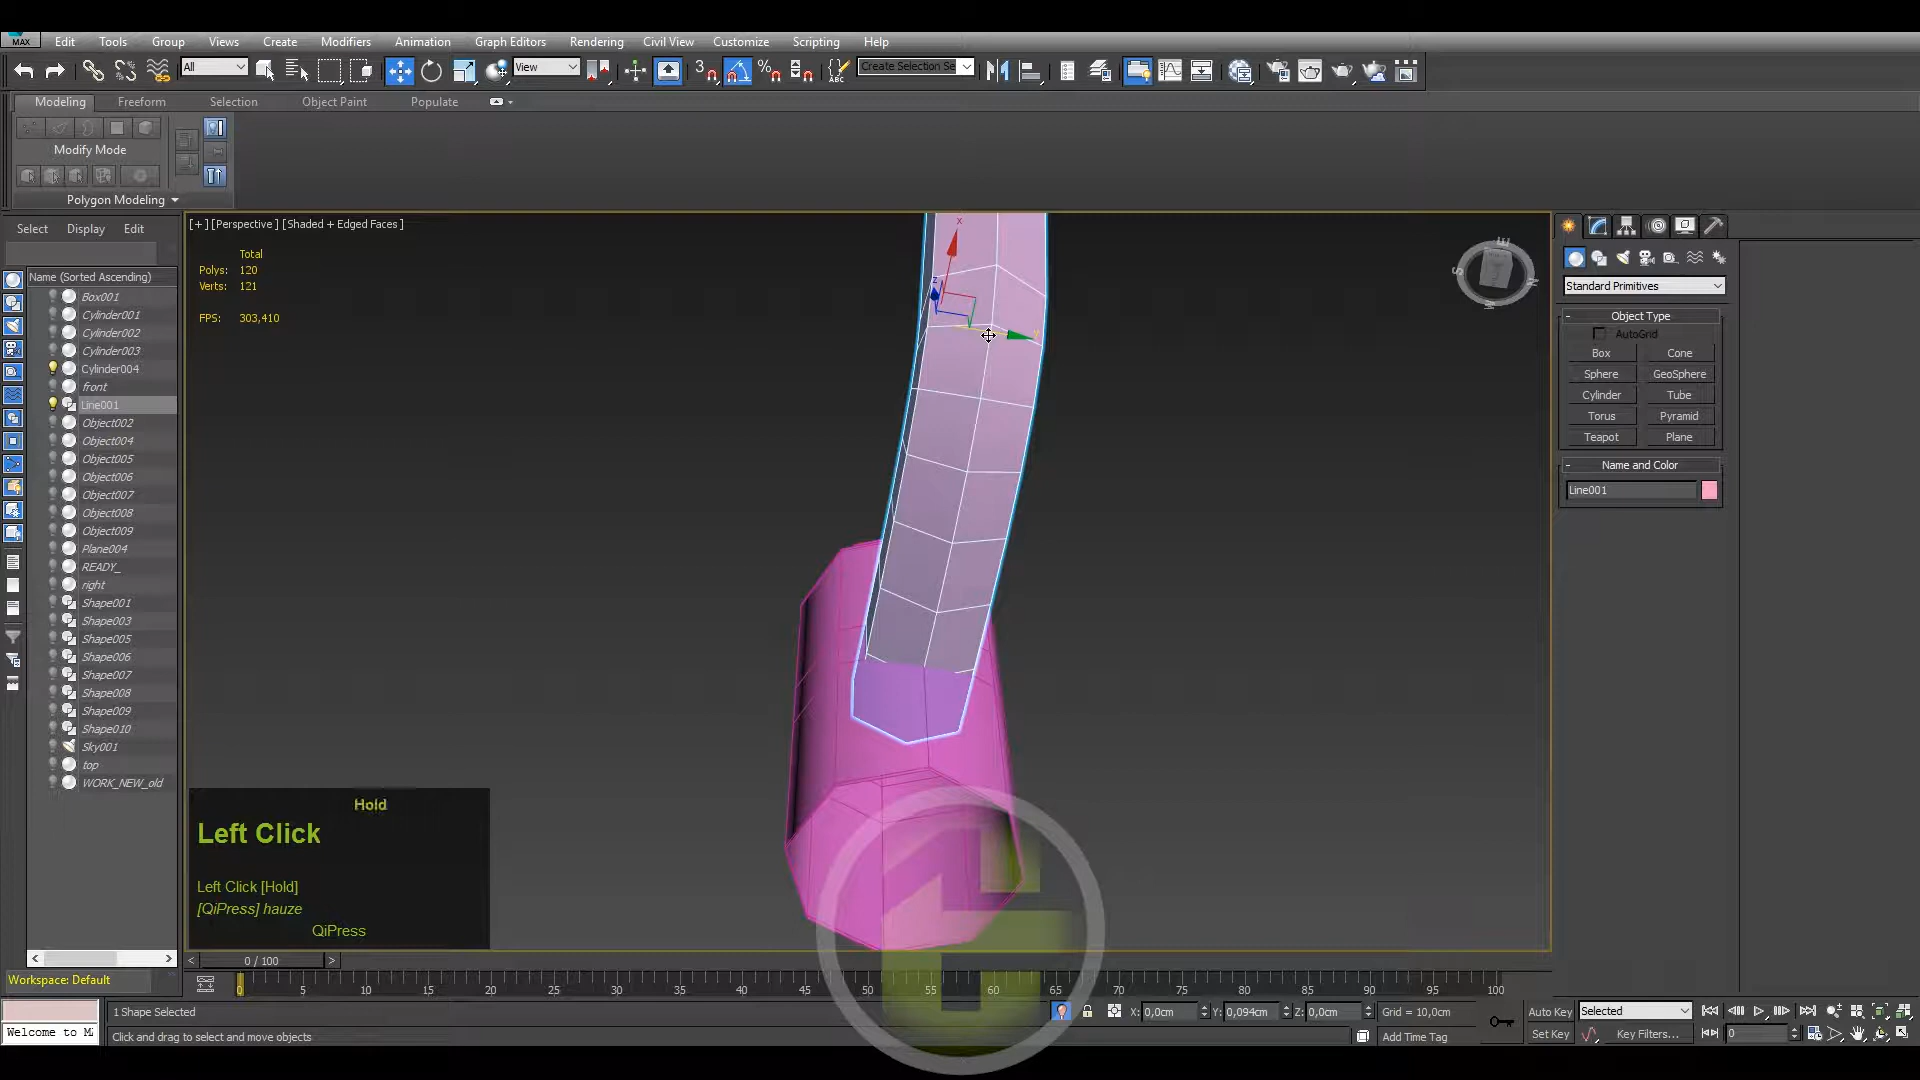 MAX
Edit Tools Group Views Create Modifiers Animation Graph Editors Rendering Civil View Customize Scripting Help
All View 3 % ABC Create Selection Se
Modeling Freeform Selection Object Paint Populate
Modify Mode
Polygon Modeling
Select Display Edit
Name (Sorted Ascending)
Box001
Cylinder001
Cylinder002
Cylinder003
Cylinder004
front
Line001
Object002
Object004
Object005
Object006
Object007
Object008
Object009
Plane004
READY_
right
Shape001
Shape003
Shape005
Shape006
Shape007
Shape008
Shape009
Shape010
Sky001
top
WORK_NEW_old
[+] [Perspective] [Shaded + Edged Faces]
Total
Polys: 120
Verts: 121
FPS: 303,410
x
z
y
Standard Primitives
Object Type
AutoGrid
Box Cone
Sphere GeoSphere
Cylinder Tube
Torus Pyramid
Teapot Plane
Name and Color
Line001
Hold
Left Click
Left Click [Hold]
[QiPress] hauze
QiPress
< 0 / 100 >
Workspace: Default
0 5 10 15 20 25 30 35 40 45 50 55 60 65 70 75 80 85 90 95 100
1 Shape Selected
X: 0,0cm Y: 0,094cm Z: 0,0cm Grid = 10,0cm
Auto Key Selected
Welcome to M
Click and drag to select and move objects
Add Time Tag
Set Key Key Filters... 0